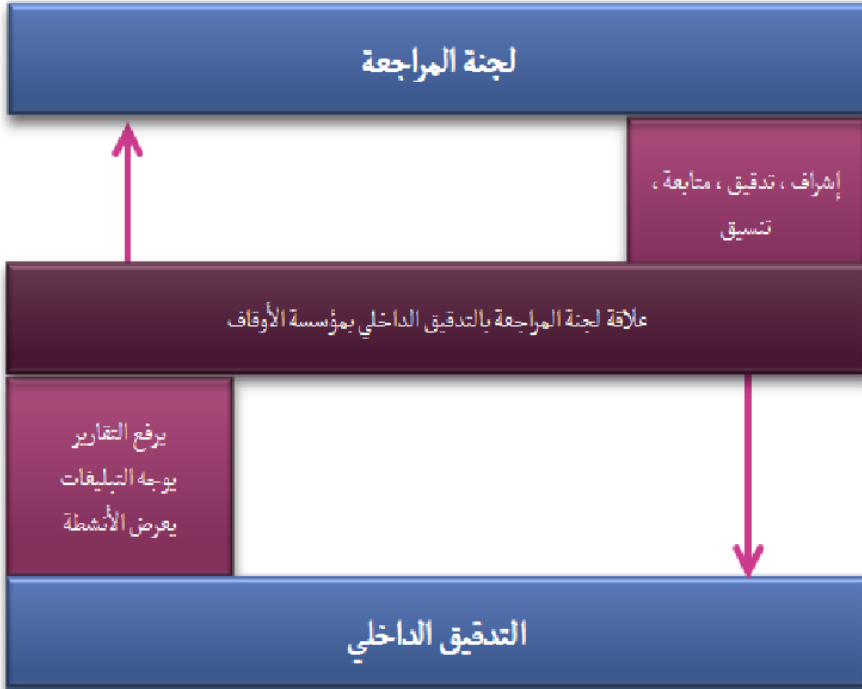 لجنة المراجعة
إشراف ، تدقيق ، متابعة ،
تنسيق
علاقة لجنة المراجعة بالتدقيق الداخلي بمؤسسة الأوقاف
يرفع التقارير
يوجه التبليغات
يعرض الأنشطة
التدقيق الداخلي